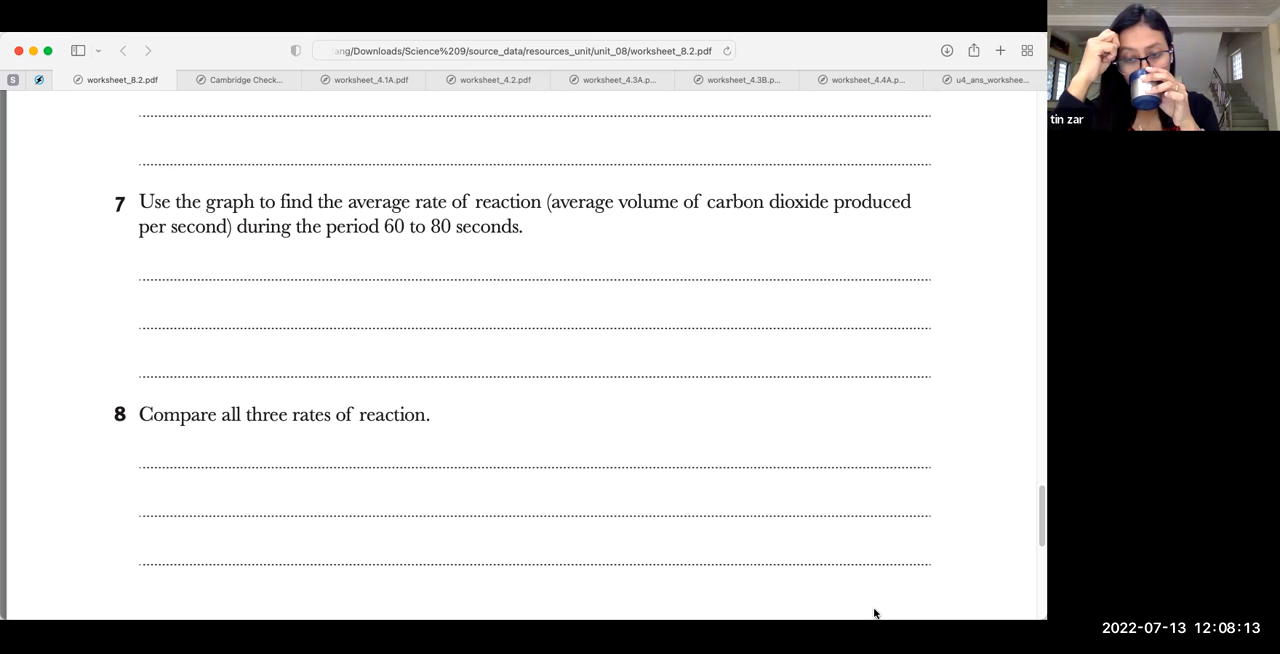 ang/Downloads/Science%209/source_data/resources_unit/unit_08/worksheet_8.2.pdf
S
worksheet_8.2.pdf
Cambridge Check...
worksheet_4.1A.pdf
worksheet_4.2.pdf
worksheet_4.3A.p...
worksheet_4.3B.p...
worksheet_4.4A.p...
u4_ans_workshee...
tin zar
7 Use the graph to find the average rate of reaction (average volume of carbon dioxide produced
per second) during the period 60 to 80 seconds.
8 Compare all three rates of reaction.
2022-07-13 12:08:13